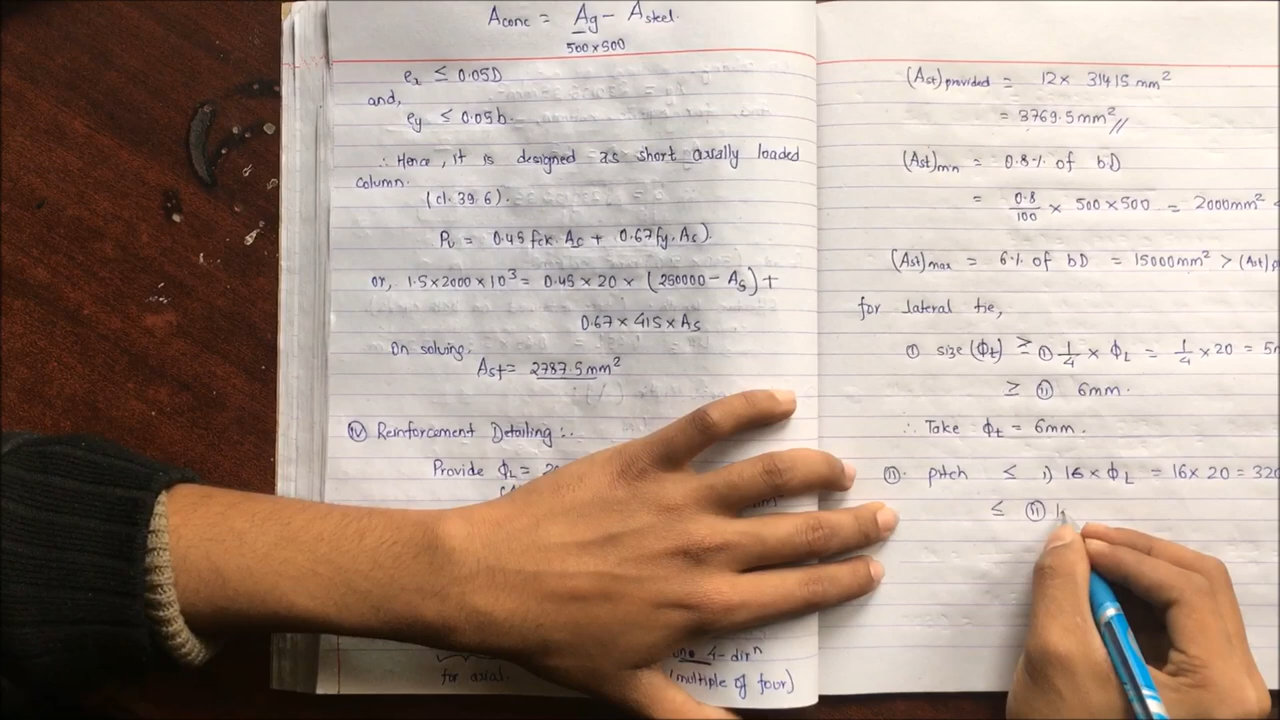 Aconc = Ag - Asteel.
500×500
ex ≤ 0.05D
and,
ey ≤ 0.05b.
∴ Hence, it is designed as short axially loaded
column.
(cl. 39.6).
Pu = 0.45 fck. Ac + 0.67 fy. As).
or, 1.5×2000×10³ = 0.45 × 20 × (250000 - As) +
0.67 × 415 × As
On solving,
Ast = 2787.5 mm²
(iv) Reinforcement Detailing :-
Provide ϕL = 20
4-dirⁿ
for axial.
(multiple of four)
(Ast)provided = 12 × 314.15 mm²
= 3769.5 mm² //
(Ast)min = 0.8% of bD
= 0.8/100 × 500 × 500 = 2000mm² <
(Ast)max = 6% of bD = 15000mm² > (Ast)
for lateral tie,
(i) size (ϕt) ≥ (i) 1/4 × ϕL = 1/4 × 20 = 5m
≥ (ii) 6mm.
∴ Take ϕt = 6mm.
(ii). pitch ≤ i) 16 × ϕL = 16 × 20 = 320
≤ (ii)